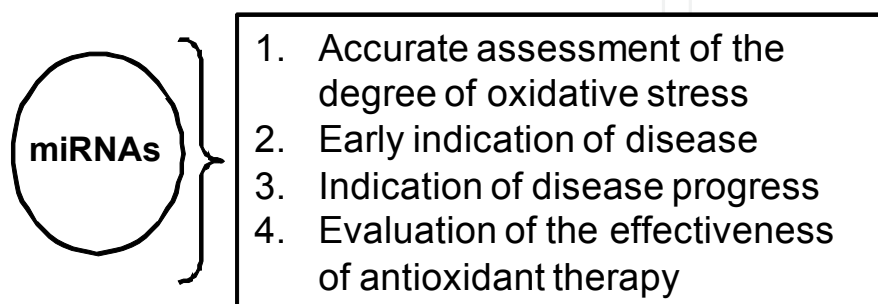 miRNAs
1. Accurate assessment of the
degree of oxidative stress
2. Early indication of disease
3. Indication of disease progress
4. Evaluation of the effectiveness
of antioxidant therapy